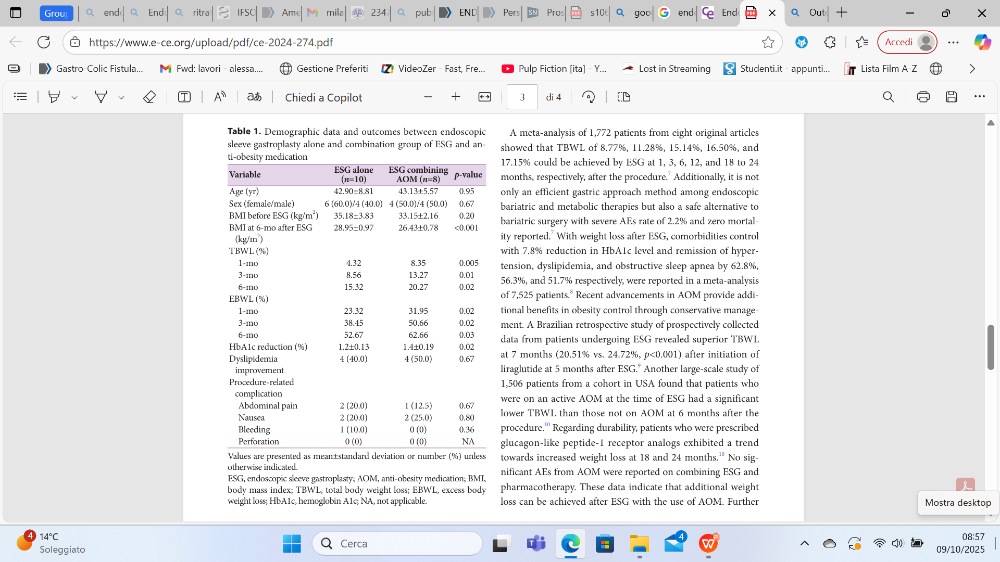 Group
endo
Endo
ritrat
IFSO
Ame
mila
2347
pub
END
Pers
SN
Pros
s106
goo
endo
Endo
Outo
https://www.e-ce.org/upload/pdf/ce-2024-274.pdf
Accedi
Gastro-Colic Fistula...
Fwd: lavori - alessa....
Gestione Preferiti
VideoZer - Fast, Fre...
Pulp Fiction [ita] - Y...
Lost in Streaming
Studenti.it - appunti...
Lista Film A-Z
Chiedi a Copilot
3
di 4
Table 1. Demographic data and outcomes between endoscopic
sleeve gastroplasty alone and combination group of ESG and an-
ti-obesity medication
Variable ESG alone (n=10) ESG combining AOM (n=8) p-value
Age (yr) 42.90±8.81 43.13±5.57 0.95
Sex (female/male) 6 (60.0)/4 (40.0) 4 (50.0)/4 (50.0) 0.67
BMI before ESG (kg/m²) 35.18±3.83 33.15±2.16 0.20
BMI at 6-mo after ESG 28.95±0.97 26.43±0.78 <0.001
(kg/m²)
TBWL (%)
1-mo 4.32 8.35 0.005
3-mo 8.56 13.27 0.01
6-mo 15.32 20.27 0.02
EBWL (%)
1-mo 23.32 31.95 0.02
3-mo 38.45 50.66 0.02
6-mo 52.67 62.66 0.03
HbA1c reduction (%) 1.2±0.13 1.4±0.19 0.02
Dyslipidemia 4 (40.0) 4 (50.0) 0.67
improvement
Procedure-related
complication
Abdominal pain 2 (20.0) 1 (12.5) 0.67
Nausea 2 (20.0) 2 (25.0) 0.80
Bleeding 1 (10.0) 0 (0) 0.36
Perforation 0 (0) 0 (0) NA
Values are presented as mean±standard deviation or number (%) unless
otherwise indicated.
ESG, endoscopic sleeve gastroplasty; AOM, anti-obesity medication; BMI,
body mass index; TBWL, total body weight loss; EBWL, excess body
weight loss; HbA1c, hemoglobin A1c; NA, not applicable.
A meta-analysis of 1,772 patients from eight original articles
showed that TBWL of 8.77%, 11.28%, 15.14%, 16.50%, and
17.15% could be achieved by ESG at 1, 3, 6, 12, and 18 to 24
months, respectively, after the procedure.7 Additionally, it is not
only an efficient gastric approach method among endoscopic
bariatric and metabolic therapies but also a safe alternative to
bariatric surgery with severe AEs rate of 2.2% and zero mortal-
ity reported.7 With weight loss after ESG, comorbidities control
with 7.8% reduction in HbA1c level and remission of hyper-
tension, dyslipidemia, and obstructive sleep apnea by 62.8%,
56.3%, and 51.7% respectively, were reported in a meta-analysis
of 7,525 patients.8 Recent advancements in AOM provide addi-
tional benefits in obesity control through conservative manage-
ment. A Brazilian retrospective study of prospectively collected
data from patients undergoing ESG revealed superior TBWL
at 7 months (20.51% vs. 24.72%, p<0.001) after initiation of
liraglutide at 5 months after ESG.9 Another large-scale study of
1,506 patients from a cohort in USA found that patients who
were on an active AOM at the time of ESG had a significant
lower TBWL than those not on AOM at 6 months after the
procedure.10 Regarding durability, patients who were prescribed
glucagon-like peptide-1 receptor analogs exhibited a trend
towards increased weight loss at 18 and 24 months.10 No sig-
nificant AEs from AOM were reported on combining ESG and
pharmacotherapy. These data indicate that additional weight
loss can be achieved after ESG with the use of AOM. Further
Mostra desktop
4
14°C
Soleggiato
Cerca
4
08:57
09/10/2025